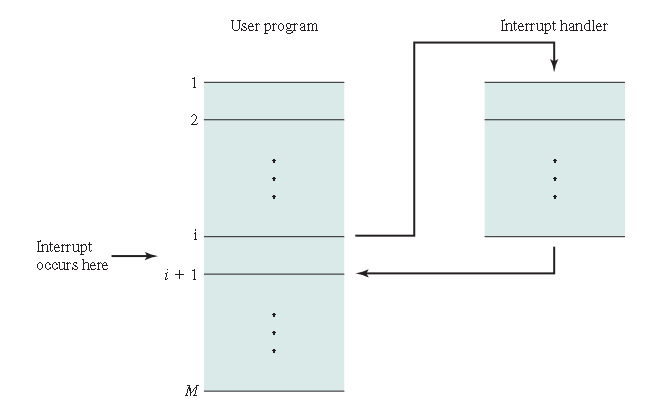 User program
Interrupt handler
1
2
i
Interrupt
occurs here
i + 1
M